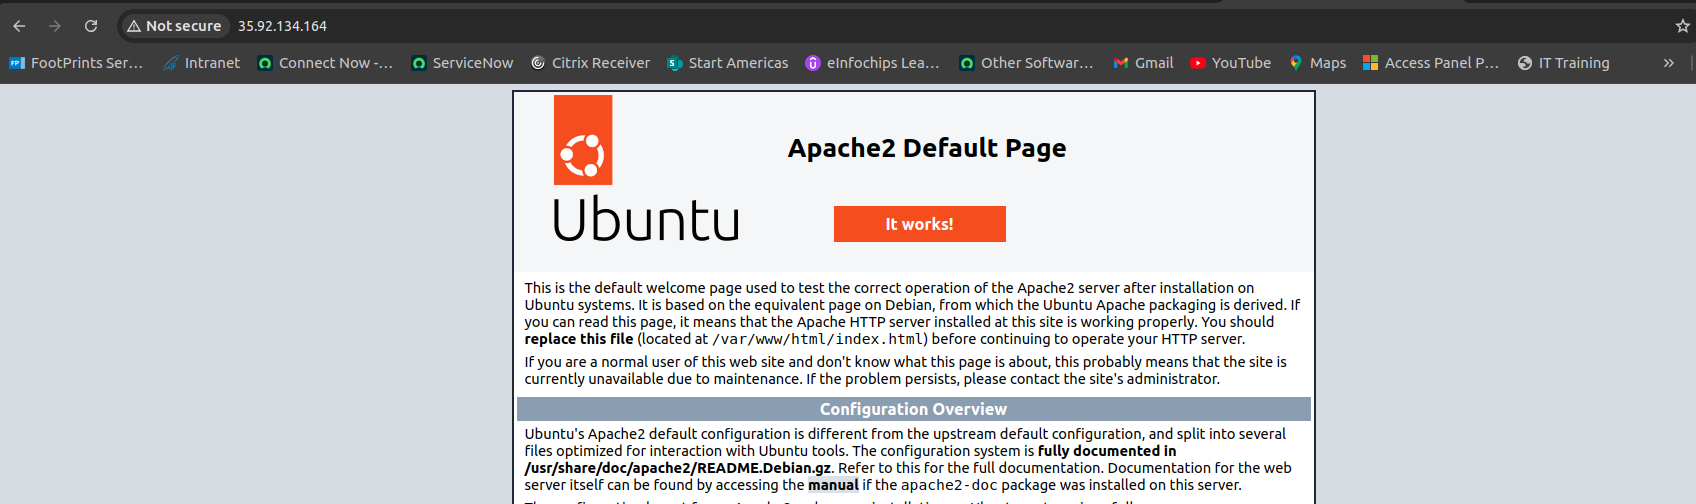 Not secure 35.92.134.164
FootPrints Ser... Intranet Connect Now -... ServiceNow Citrix Receiver Start Americas eInfochips Lea... Other Softwar... Gmail YouTube Maps Access Panel P... IT Training »
Apache2 Default Page
Ubuntu
It works!
This is the default welcome page used to test the correct operation of the Apache2 server after installation on
Ubuntu systems. It is based on the equivalent page on Debian, from which the Ubuntu Apache packaging is derived. If
you can read this page, it means that the Apache HTTP server installed at this site is working properly. You should
replace this file (located at /var/www/html/index.html) before continuing to operate your HTTP server.
If you are a normal user of this web site and don't know what this page is about, this probably means that the site is
currently unavailable due to maintenance. If the problem persists, please contact the site's administrator.
Configuration Overview
Ubuntu's Apache2 default configuration is different from the upstream default configuration, and split into several
files optimized for interaction with Ubuntu tools. The configuration system is fully documented in
/usr/share/doc/apache2/README.Debian.gz. Refer to this for the full documentation. Documentation for the web
server itself can be found by accessing the manual if the apache2-doc package was installed on this server.